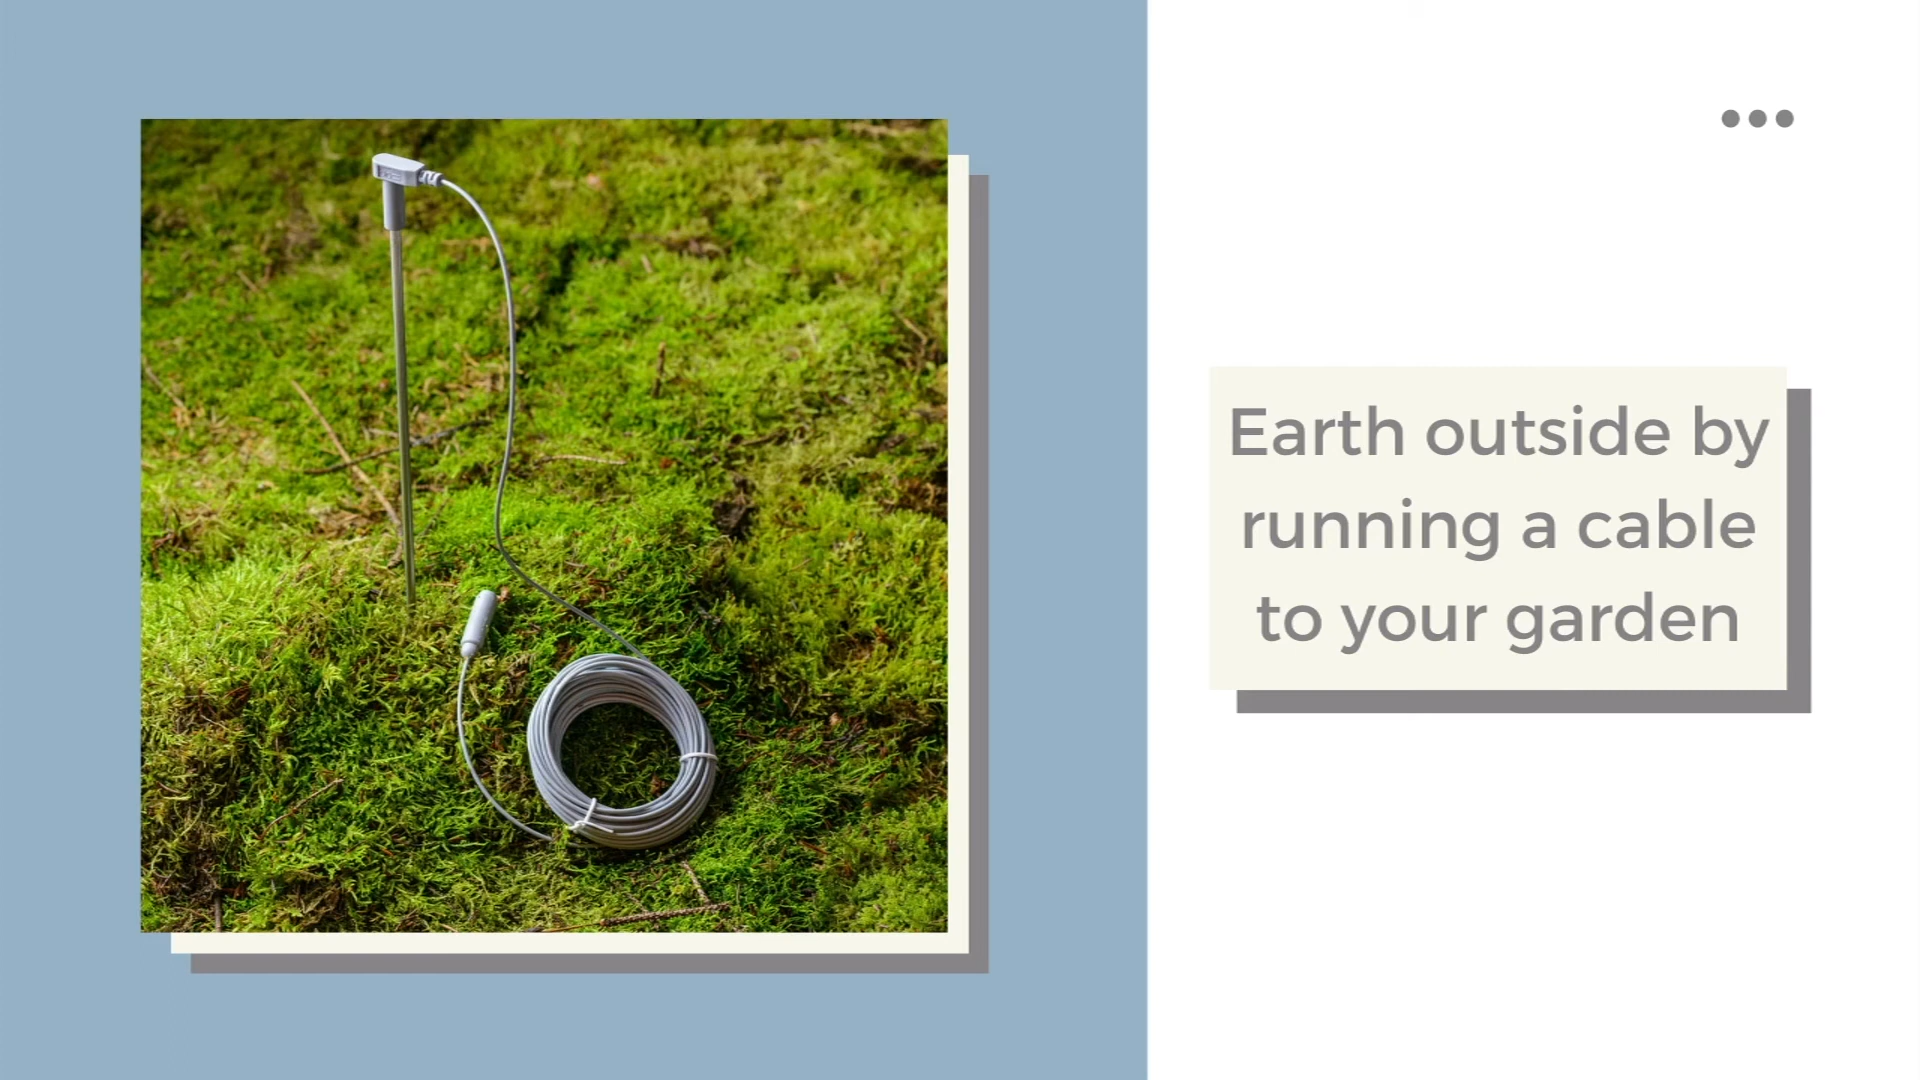 Earth outside by
running a cable
to your garden